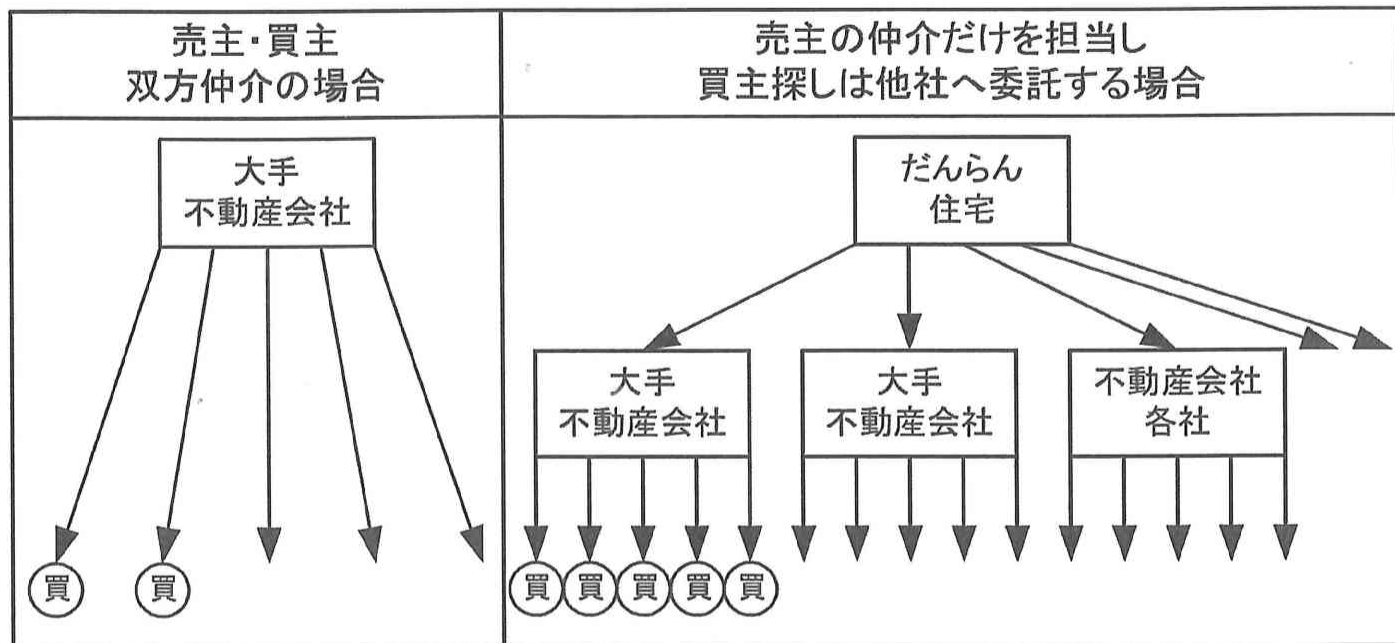 売主・買主
双方仲介の場合
売主の仲介だけを担当し
買主探しは他社へ委託する場合
大手
不動産会社
だんらん
住宅
大手
不動産会社
大手
不動産会社
不動産会社
各社
買
買
買
買
買
買
買